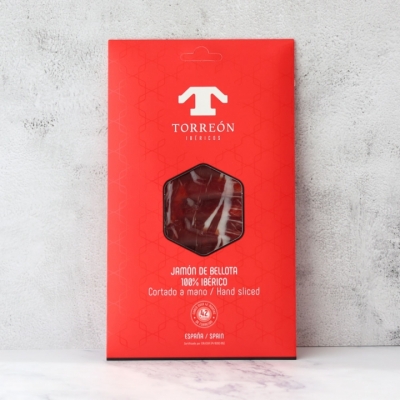 TORREÓN
IBÉRICOS
JAMÓN DE BELLOTA
100% IBÉRICO
Cortado a mano / Hand sliced
ESPAÑA / SPAIN